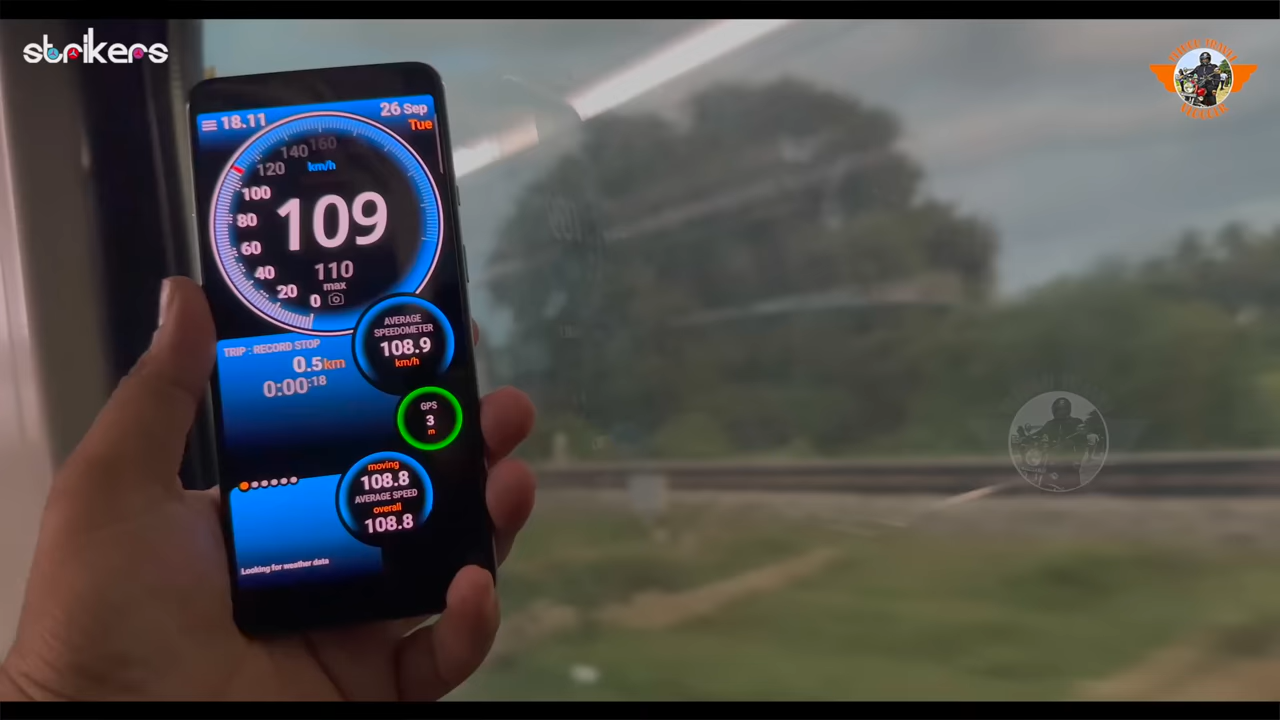 strikers
18.11
26 Sep
Tue
160
140
120
km/h
100
109
80
60
40
110
20
max
0
AVERAGE
SPEEDOMETER
108.9
km/h
TRIP : RECORD STOP
0.5km
0:00:18
GPS
3
m
moving
108.8
AVERAGE SPEED
overall
108.8
Looking for weather data